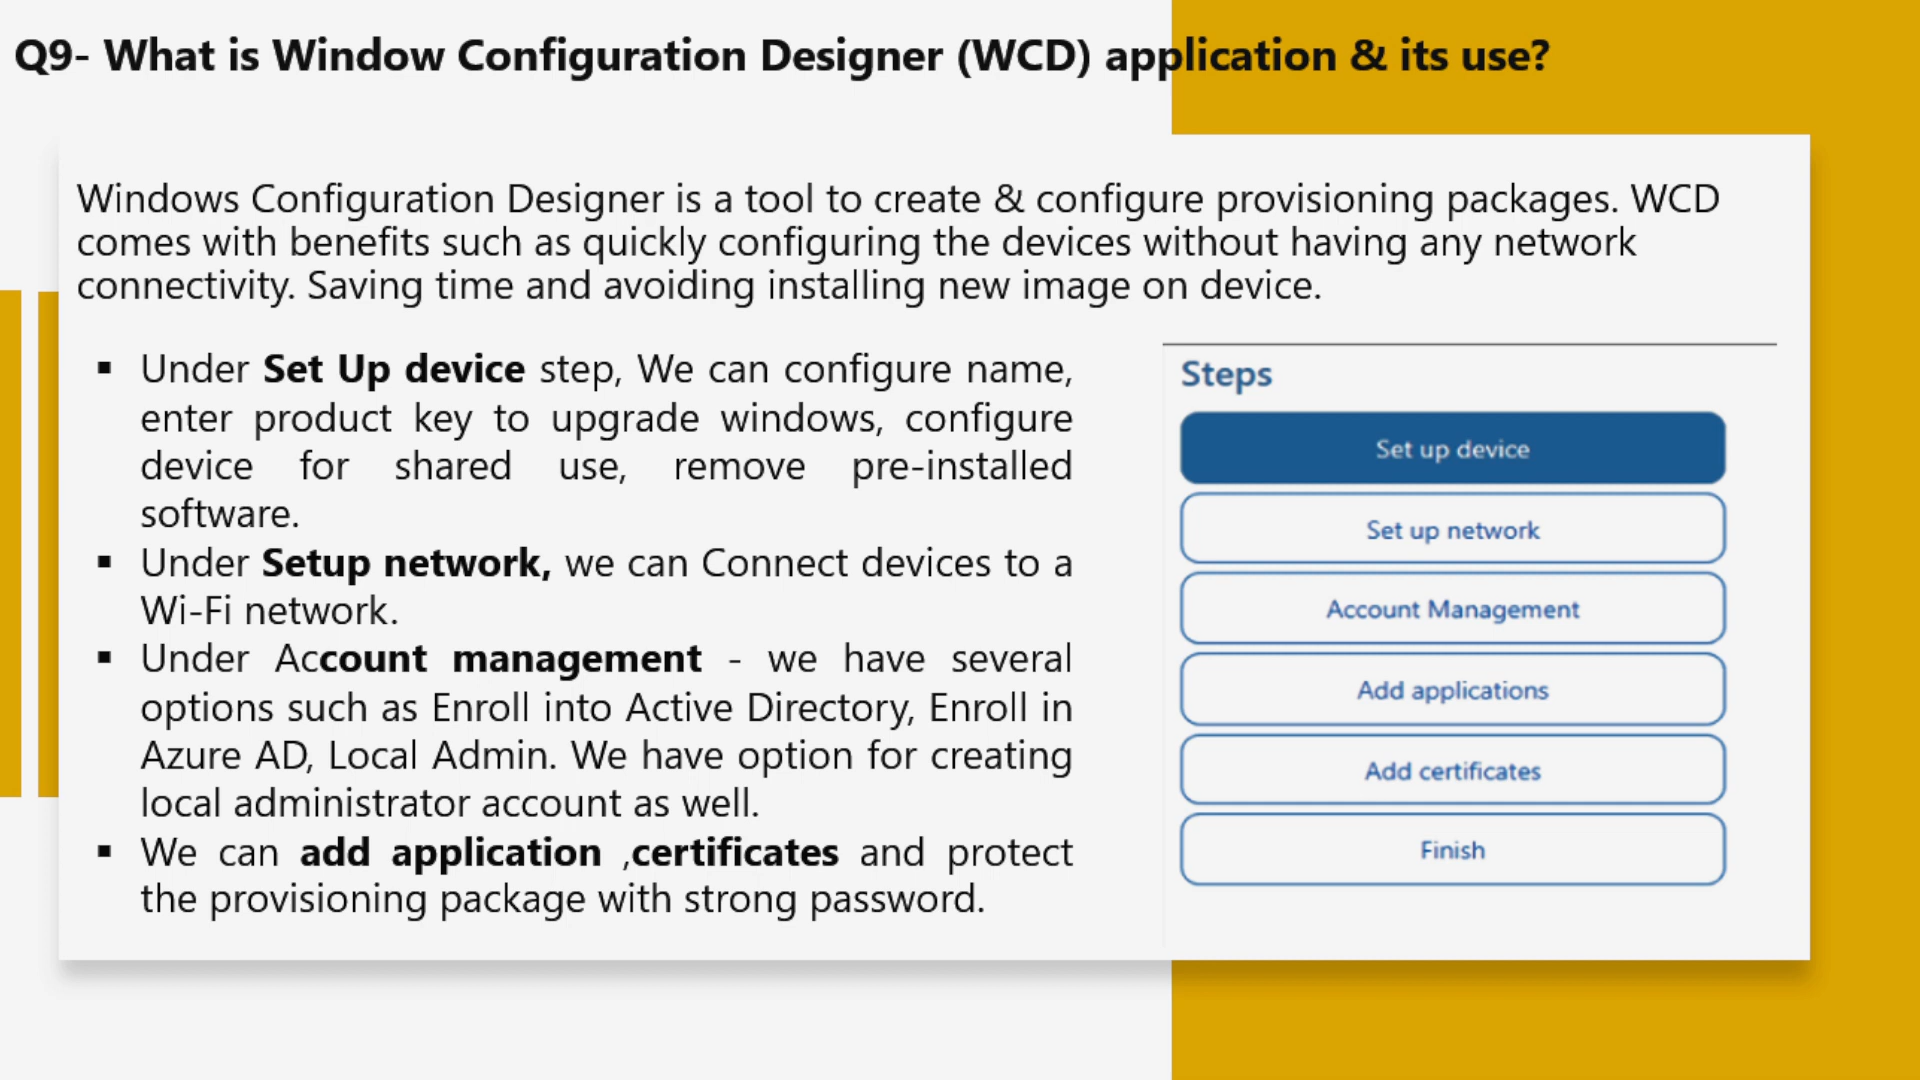 Q9- What is Window Configuration Designer (WCD) application & its use?
Windows Configuration Designer is a tool to create & configure provisioning packages. WCD
comes with benefits such as quickly configuring the devices without having any network
connectivity. Saving time and avoiding installing new image on device.
▪ Under Set Up device step, We can configure name,
enter product key to upgrade windows, configure
device for shared use, remove pre-installed
software.
▪ Under Setup network, we can Connect devices to a
Wi-Fi network.
▪ Under Account management - we have several
options such as Enroll into Active Directory, Enroll in
Azure AD, Local Admin. We have option for creating
local administrator account as well.
▪ We can add application ,certificates and protect
the provisioning package with strong password.
Steps
Set up device
Set up network
Account Management
Add applications
Add certificates
Finish